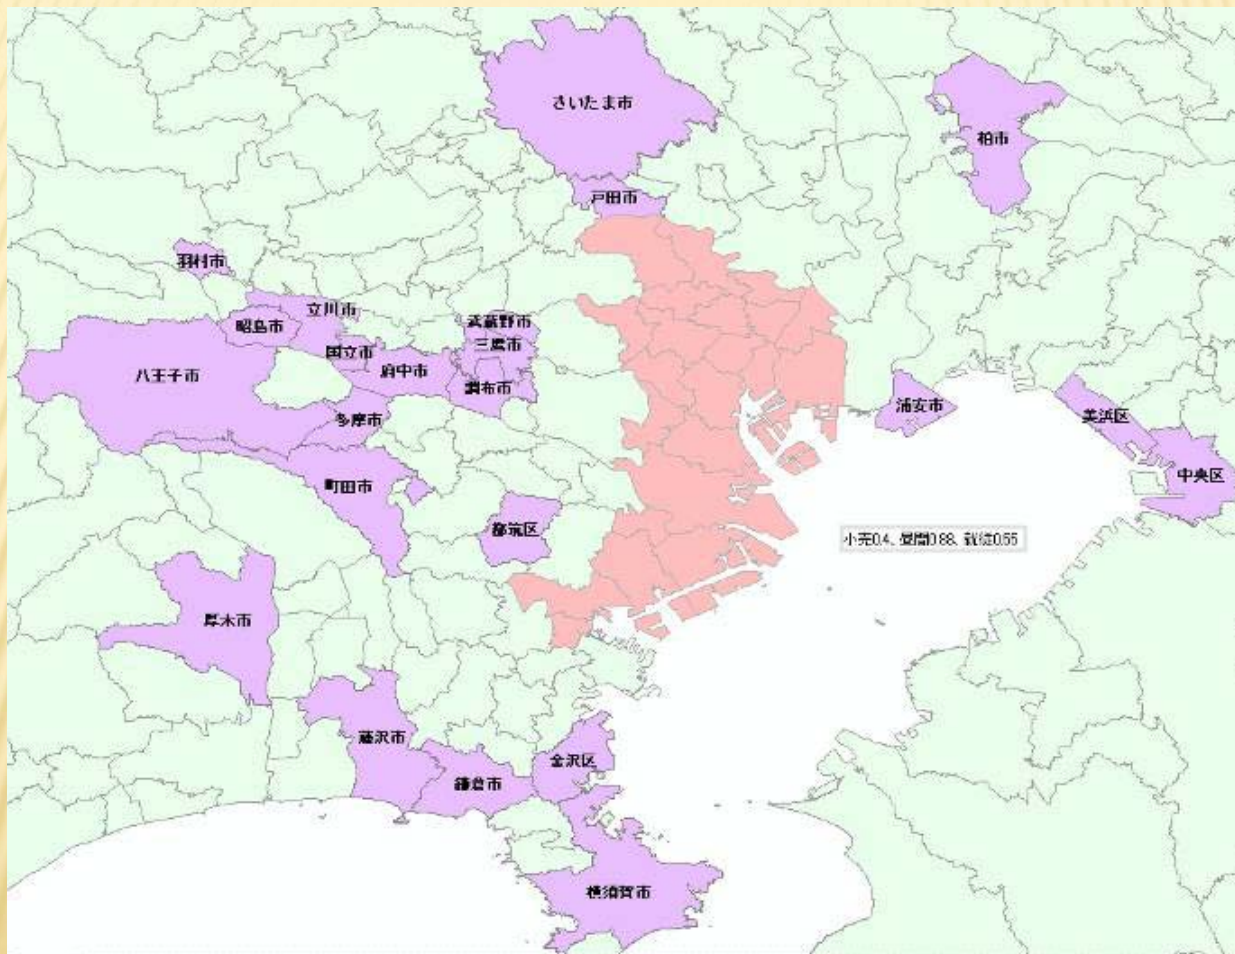 さいたま市
柏市
戸田市
羽村市
立川市
昭島市
武蔵野市
三鷹市
国立市
府中市
八王子市
調布市
多摩市
浦安市
美浜区
中央区
町田市
都筑区
小売0.4、昼間0.88、就従0.55
厚木市
藤沢市
金沢区
鎌倉市
横須賀市